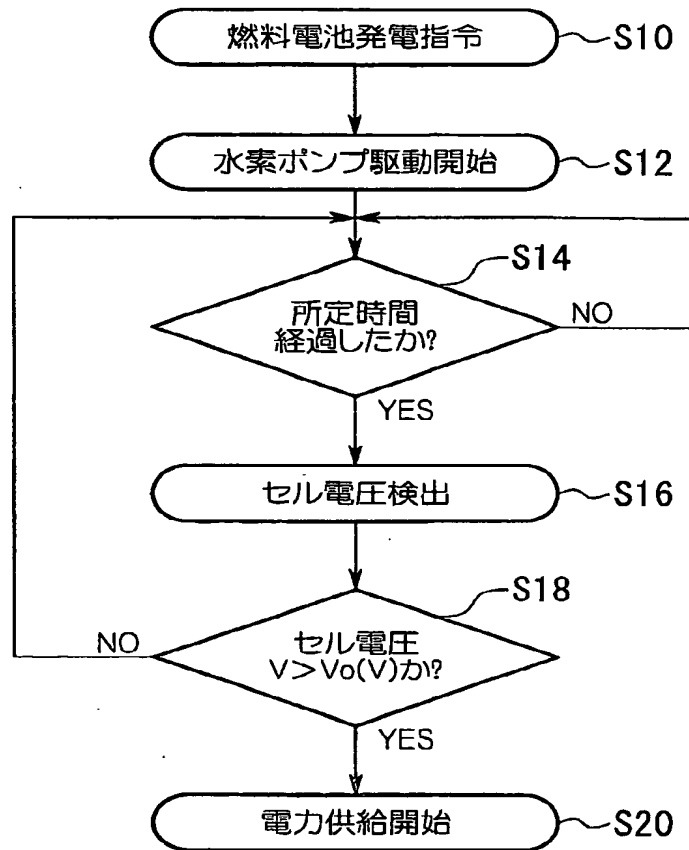 燃料電池発電指令 S10
水素ポンプ駆動開始 S12
S14
所定時間
経過したか?
NO
YES
セル電圧検出 S16
S18
セル電圧
V>Vo(V)か?
NO
YES
電力供給開始 S20